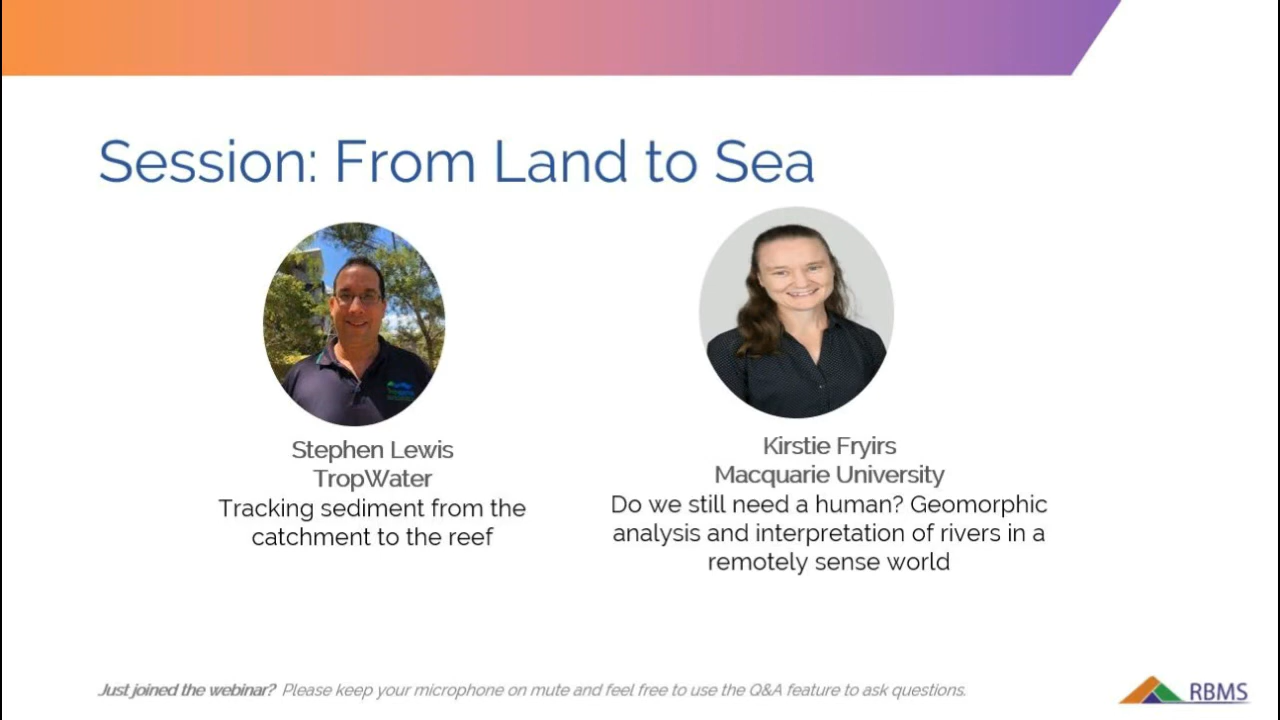 Session: From Land to Sea
Stephen Lewis
TropWater
Tracking sediment from the
catchment to the reef
Kirstie Fryirs
Macquarie University
Do we still need a human? Geomorphic
analysis and interpretation of rivers in a
remotely sense world
Just joined the webinar? Please keep your microphone on mute and feel free to use the Q&A feature to ask questions.
RBMS